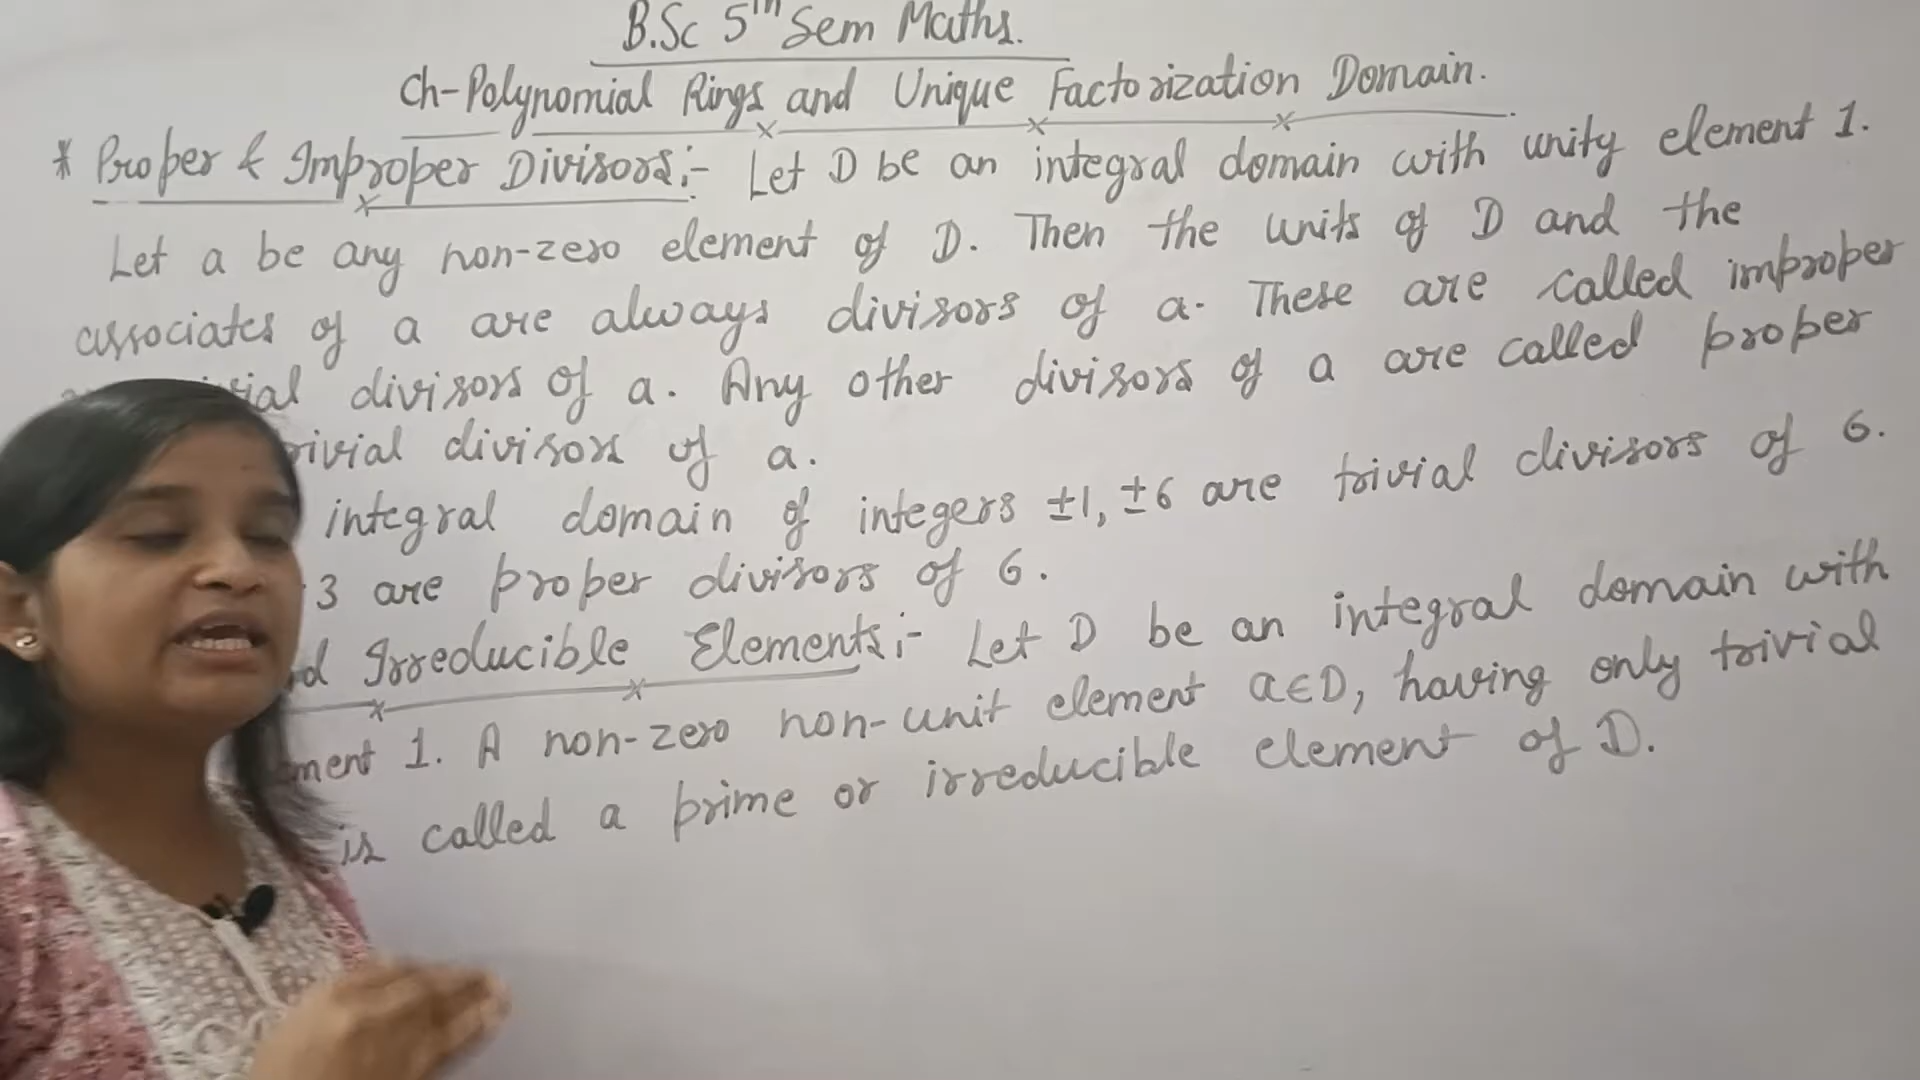 B.Sc 5th Sem Maths.
Ch-Polynomial Rings and Unique Factorization Domain.
* Proper & Improper Divisors:- Let D be an integral domain with unity element 1.
Let a be any non-zero element of D. Then the units of D and the
associates of a are always divisors of a. These are called improper
divisors of a. Any other divisors of a are called proper
divisors of a.
integral domain of integers ±1, ±6 are trivial divisors of 6.
3 are proper divisors of 6.
Irreducible Elements:- Let D be an integral domain with
1. A non-zero non-unit element a∈D, having only trivial
is called a prime or irreducible element of D.